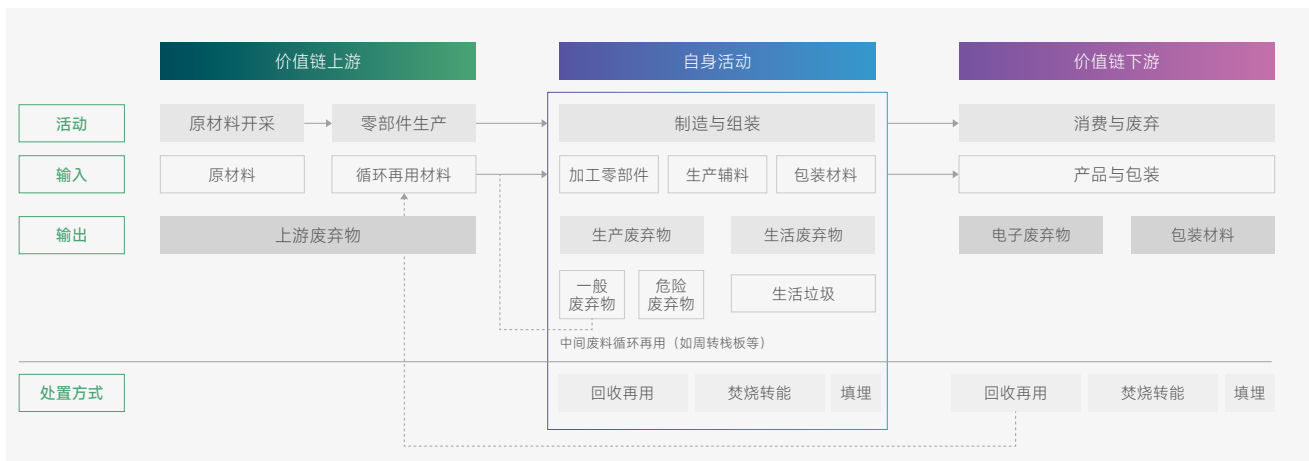 价值链上游
自身活动
价值链下游
活动
原材料开采
零部件生产
制造与组装
消费与废弃
输入
原材料
循环再用材料
加工零部件
生产辅料
包装材料
产品与包装
输出
上游废弃物
生产废弃物
生活废弃物
电子废弃物
包装材料
一般
废弃物
危险
废弃物
生活垃圾
中间废料循环再用（如周转栈板等）
处置方式
回收再用
焚烧转能
填埋
回收再用
焚烧转能
填埋